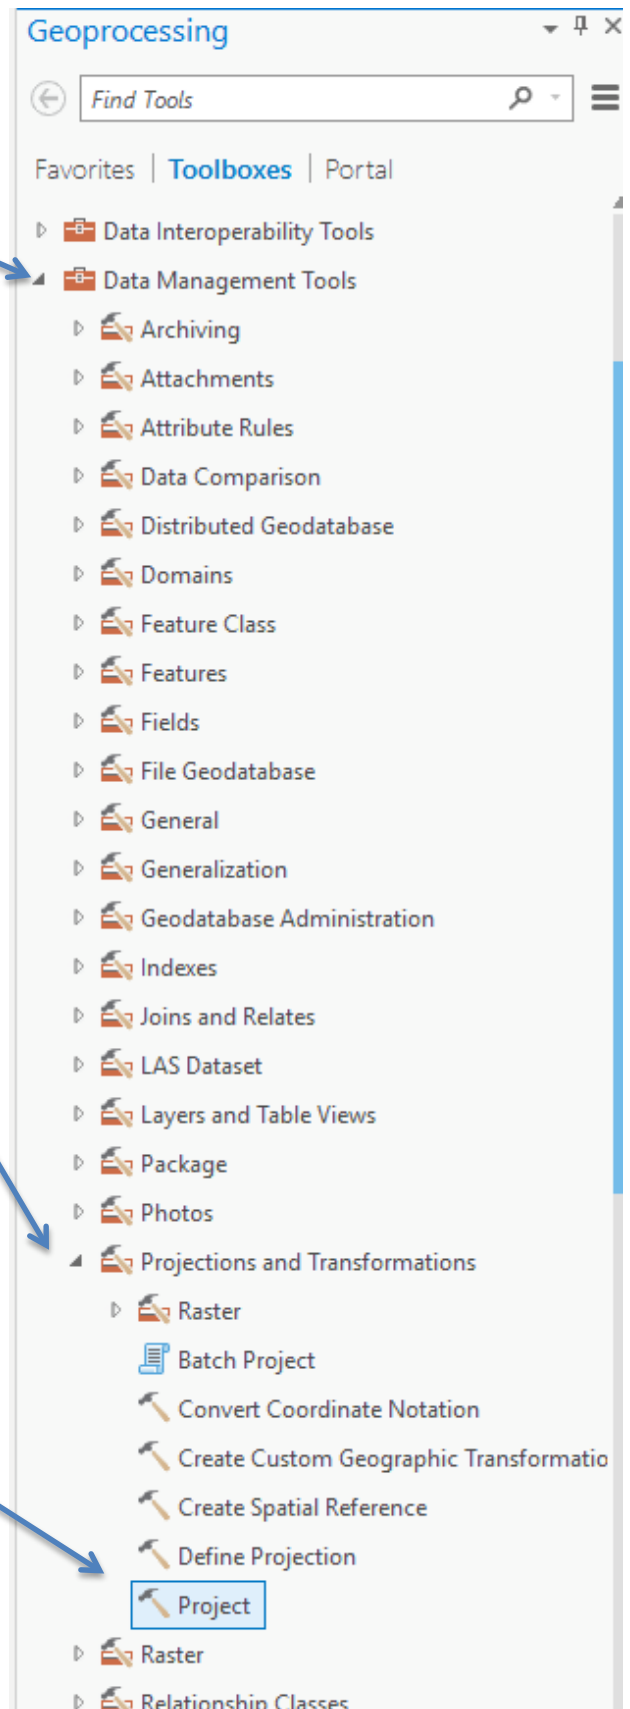 Geoprocessing
Find Tools
Favorites | Toolboxes | Portal
Data Interoperability Tools
Data Management Tools
Archiving
Attachments
Attribute Rules
Data Comparison
Distributed Geodatabase
Domains
Feature Class
Features
Fields
File Geodatabase
General
Generalization
Geodatabase Administration
Indexes
Joins and Relates
LAS Dataset
Layers and Table Views
Package
Photos
Projections and Transformations
Raster
Batch Project
Convert Coordinate Notation
Create Custom Geographic Transformatio
Create Spatial Reference
Define Projection
Project
Raster
Relationship Classes